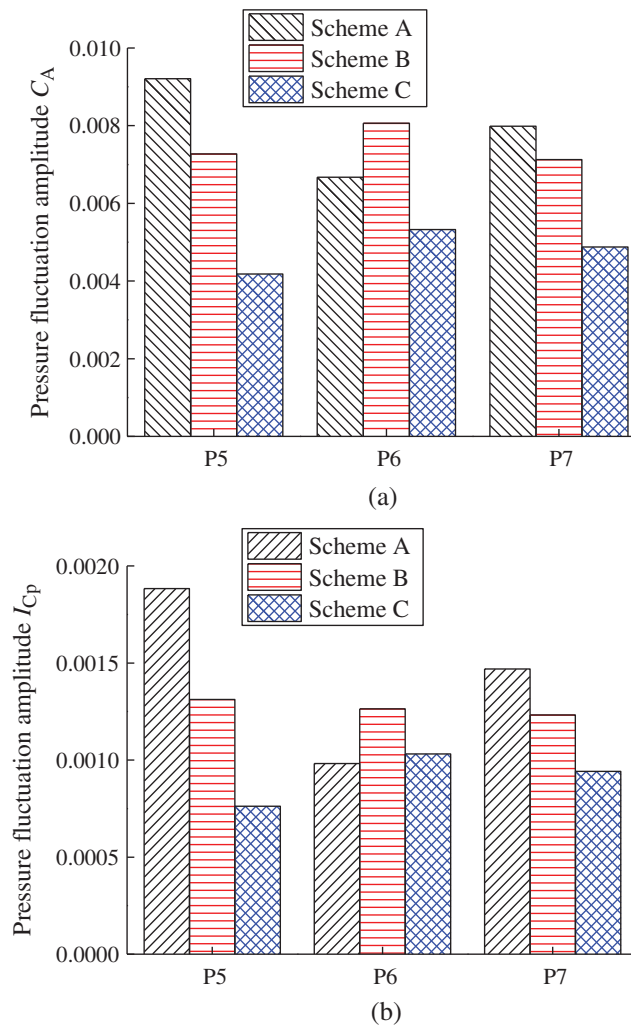 Scheme A
Scheme B
Scheme C
Pressure fluctuation amplitude C_A
0.010
0.008
0.006
0.004
0.002
0.000
P5 P6 P7
(a)
Scheme A
Scheme B
Scheme C
Pressure fluctuation amplitude I_Cp
0.0020
0.0015
0.0010
0.0005
0.0000
P5 P6 P7
(b)